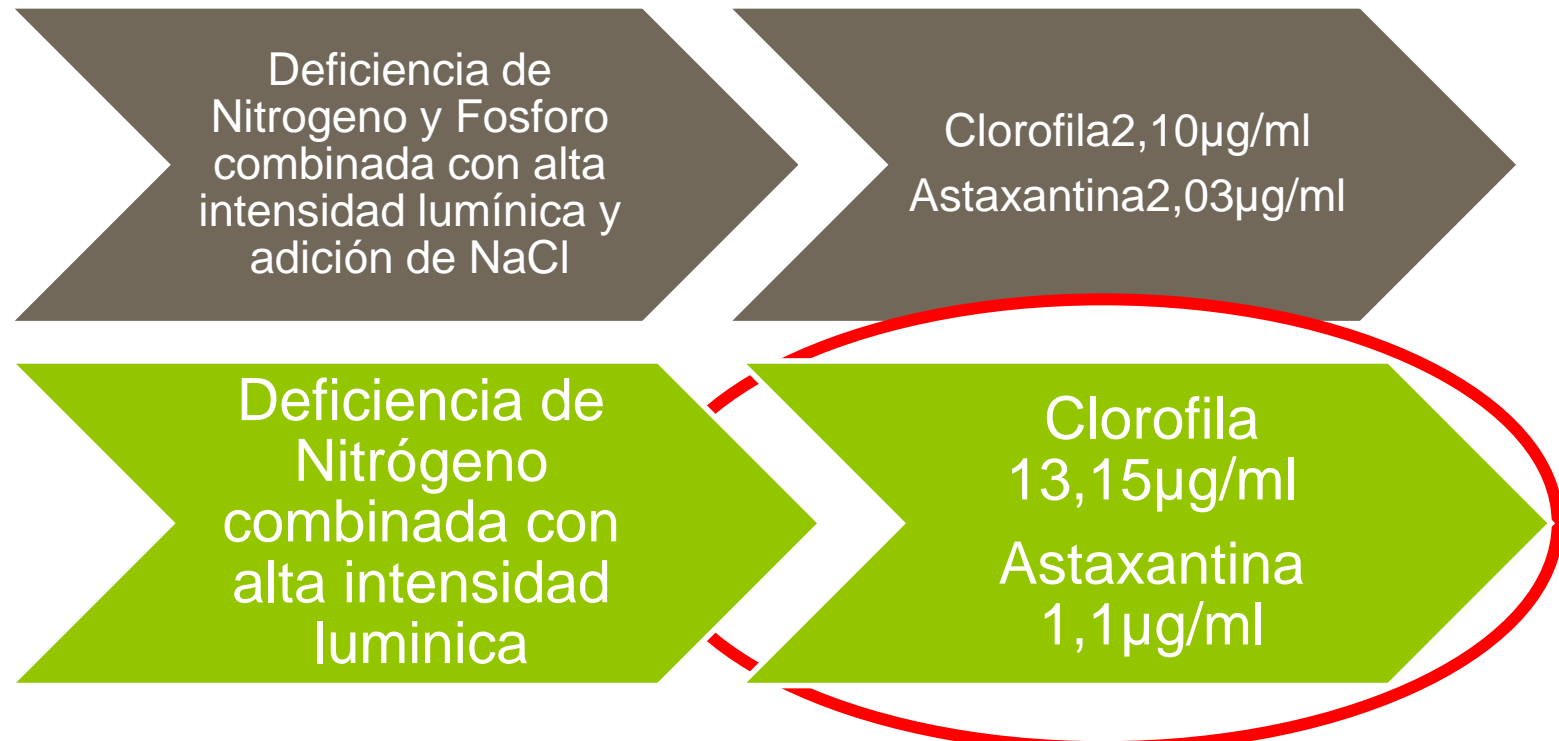 Deficiencia de
Nitrogeno y Fosforo
combinada con alta
intensidad lumínica y
adición de NaCl
Clorofila2,10µg/ml
Astaxantina2,03µg/ml
Deficiencia de
Nitrógeno
combinada con
alta intensidad
luminica
Clorofila
13,15µg/ml
Astaxantina
1,1µg/ml